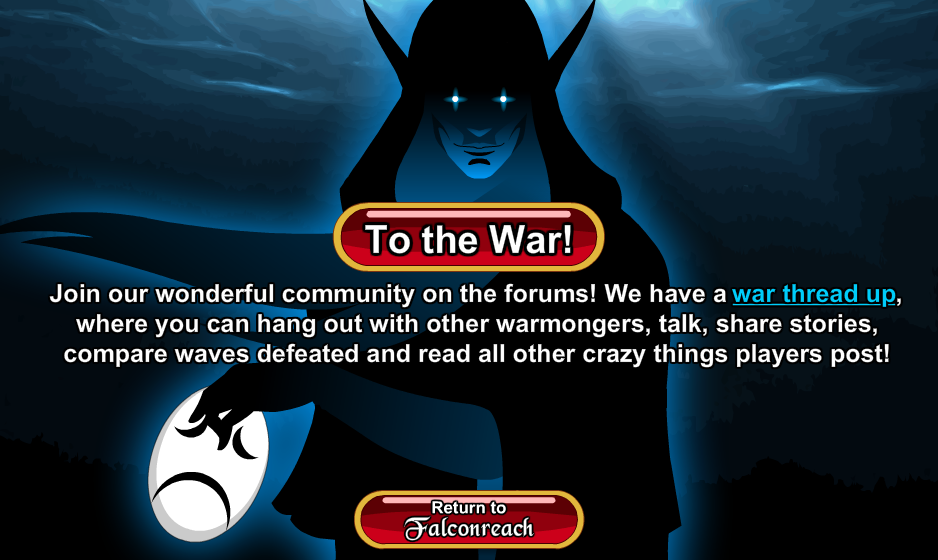 To the War!
Join our wonderful community on the forums! We have a war thread up,
where you can hang out with other warmongers, talk, share stories,
compare waves defeated and read all other crazy things players post!
Return to
Falconreach